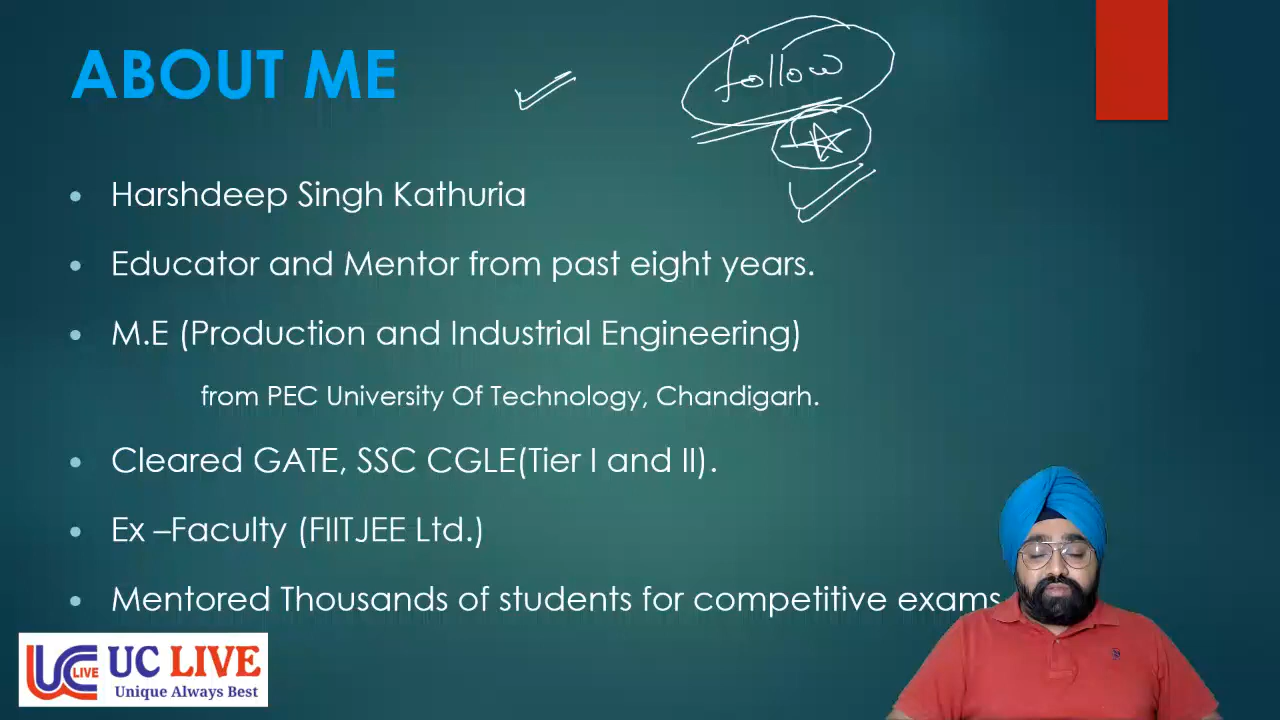 ABOUT ME
follow
• Harshdeep Singh Kathuria
• Educator and Mentor from past eight years.
• M.E (Production and Industrial Engineering)
from PEC University Of Technology, Chandigarh.
• Cleared GATE, SSC CGLE(Tier I and II).
• Ex –Faculty (FIITJEE Ltd.)
• Mentored Thousands of students for competitive exams
UC LIVE
LIVE
Unique Always Best